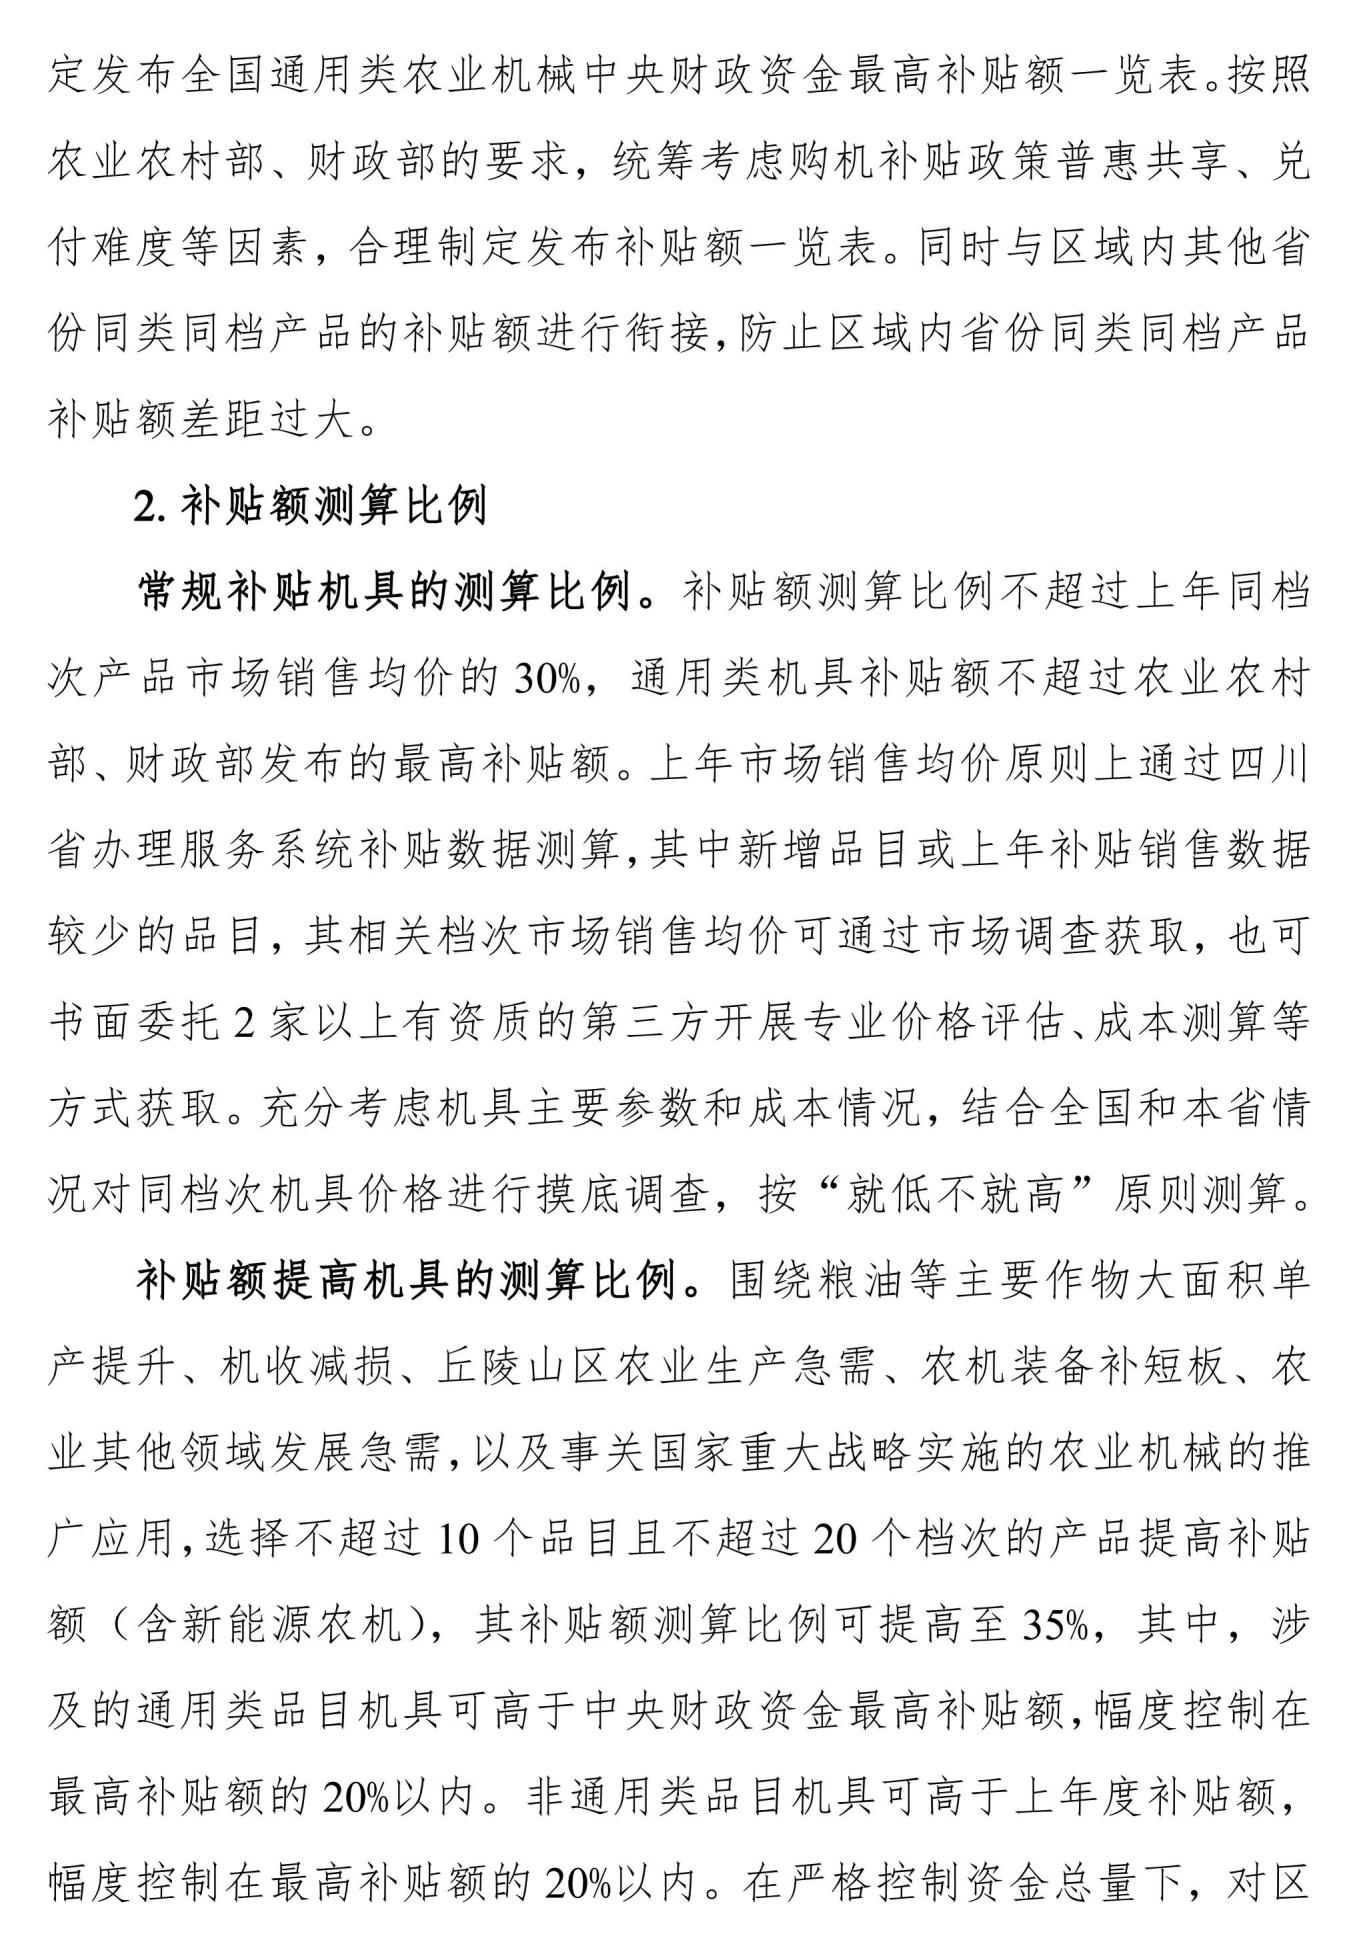 定发布全国通用类农业机械中央财政资金最高补贴额一览表。按照
农业农村部、财政部的要求，统筹考虑购机补贴政策普惠共享、兑
付难度等因素，合理制定发布补贴额一览表。同时与区域内其他省
份同类同档产品的补贴额进行衔接，防止区域内省份同类同档产品
补贴额差距过大。
2. 补贴额测算比例
常规补贴机具的测算比例。补贴额测算比例不超过上年同档
次产品市场销售均价的 30%，通用类机具补贴额不超过农业农村
部、财政部发布的最高补贴额。上年市场销售均价原则上通过四川
省办理服务系统补贴数据测算，其中新增品目或上年补贴销售数据
较少的品目，其相关档次市场销售均价可通过市场调查获取，也可
书面委托 2 家以上有资质的第三方开展专业价格评估、成本测算等
方式获取。充分考虑机具主要参数和成本情况，结合全国和本省情
况对同档次机具价格进行摸底调查，按“就低不就高”原则测算。
补贴额提高机具的测算比例。围绕粮油等主要作物大面积单
产提升、机收减损、丘陵山区农业生产急需、农机装备补短板、农
业其他领域发展急需，以及事关国家重大战略实施的农业机械的推
广应用，选择不超过 10 个品目且不超过 20 个档次的产品提高补贴
额（含新能源农机），其补贴额测算比例可提高至 35%，其中，涉
及的通用类品目机具可高于中央财政资金最高补贴额，幅度控制在
最高补贴额的 20%以内。非通用类品目机具可高于上年度补贴额，
幅度控制在最高补贴额的 20%以内。在严格控制资金总量下，对区